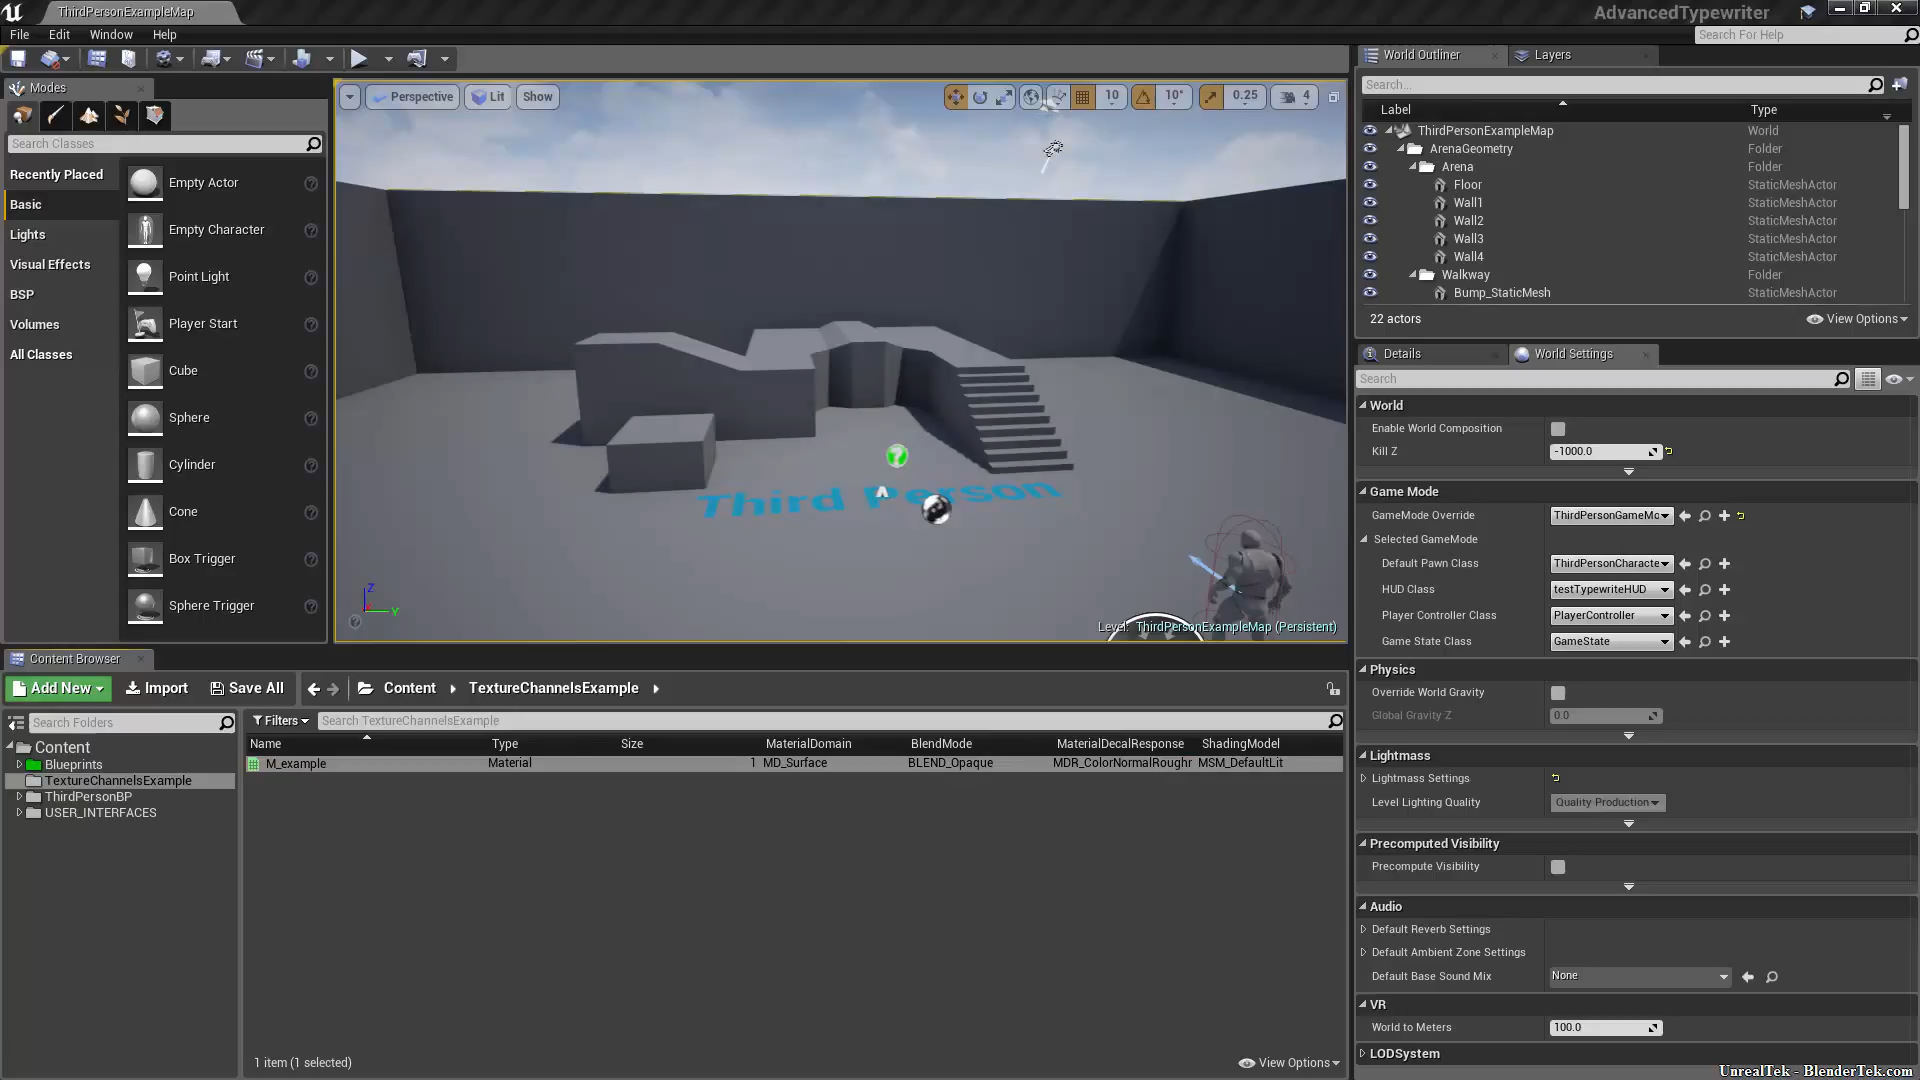 ThirdPersonExampleMap
AdvancedTypewriter
File Edit Window Help
Search For Help
Modes
Search Classes
Recently Placed
Basic
Lights
Visual Effects
BSP
Volumes
All Classes
Empty Actor
Empty Character
Point Light
Player Start
Cube
Sphere
Cylinder
Cone
Box Trigger
Sphere Trigger
Perspective Lit Show
10 10° 0.25 4
Third Person
Z
Y
Level: ThirdPersonExampleMap (Persistent)
World Outliner Layers
Search...
Label Type
ThirdPersonExampleMap World
ArenaGeometry Folder
Arena Folder
Floor StaticMeshActor
Wall1 StaticMeshActor
Wall2 StaticMeshActor
Wall3 StaticMeshActor
Wall4 StaticMeshActor
Walkway Folder
Bump_StaticMesh StaticMeshActor
22 actors View Options
Details World Settings
Search
World
Enable World Composition
Kill Z -1000.0
Game Mode
GameMode Override ThirdPersonGameMo
Selected GameMode
Default Pawn Class ThirdPersonCharacte
HUD Class testTypewriteHUD
Player Controller Class PlayerController
Game State Class GameState
Physics
Override World Gravity
Global Gravity Z 0.0
Lightmass
Lightmass Settings
Level Lighting Quality Quality Production
Precomputed Visibility
Precompute Visibility
Audio
Default Reverb Settings
Default Ambient Zone Settings
Default Base Sound Mix None
VR
World to Meters 100.0
LODSystem
Content Browser
Add New Import Save All Content TextureChannelsExample
Search Folders
Content
Blueprints
TextureChannelsExample
ThirdPersonBP
USER_INTERFACES
Filters Search TextureChannelsExample
Name Type Size MaterialDomain BlendMode MaterialDecalResponse ShadingModel
M_example Material 1 MD_Surface BLEND_Opaque MDR_ColorNormalRoughr MSM_DefaultLit
1 item (1 selected) View Options
UnrealTek - BlenderTek.com